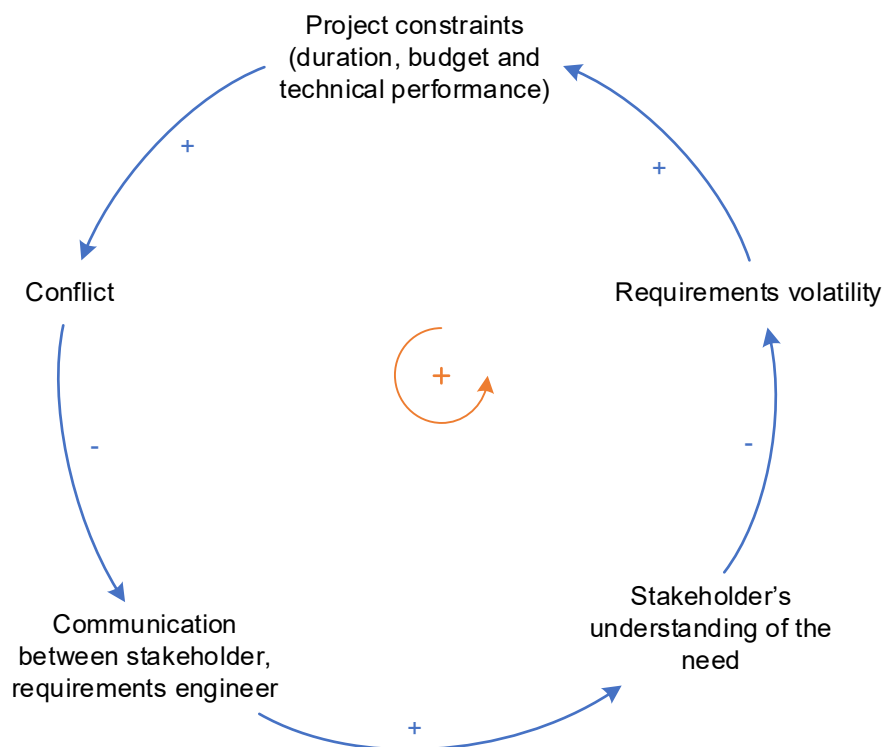 Project constraints
(duration, budget and
technical performance)
+
+
Conflict
Requirements volatility
+
-
-
Communication
between stakeholder,
requirements engineer
Stakeholder’s
understanding of the
need
+